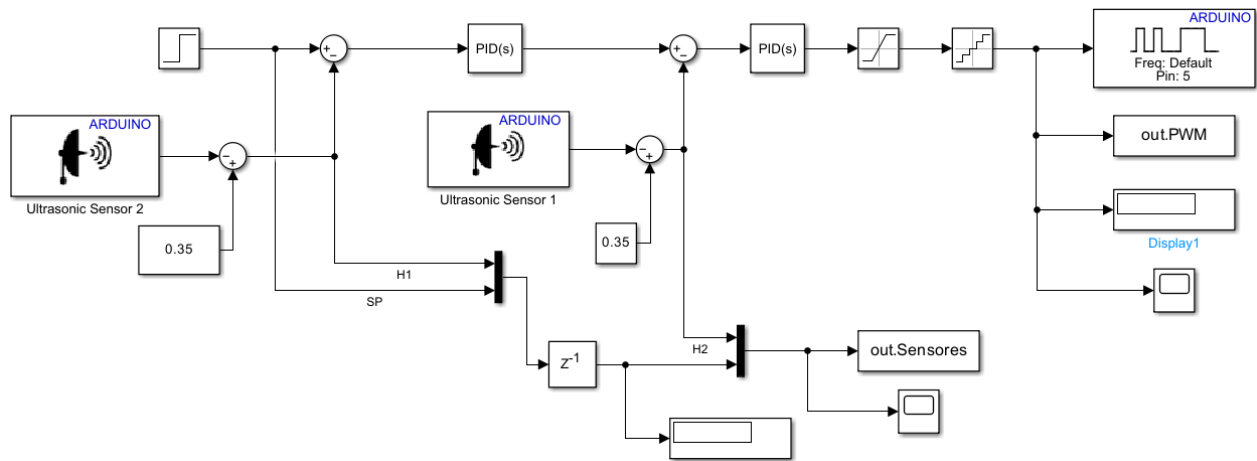 ARDUINO
PID(s)
PID(s)
Freq: Default
Pin: 5
ARDUINO
ARDUINO
out.PWM
Ultrasonic Sensor 2
Ultrasonic Sensor 1
0.35
0.35
Display1
H1
SP
H2
out.Sensores
Z-1